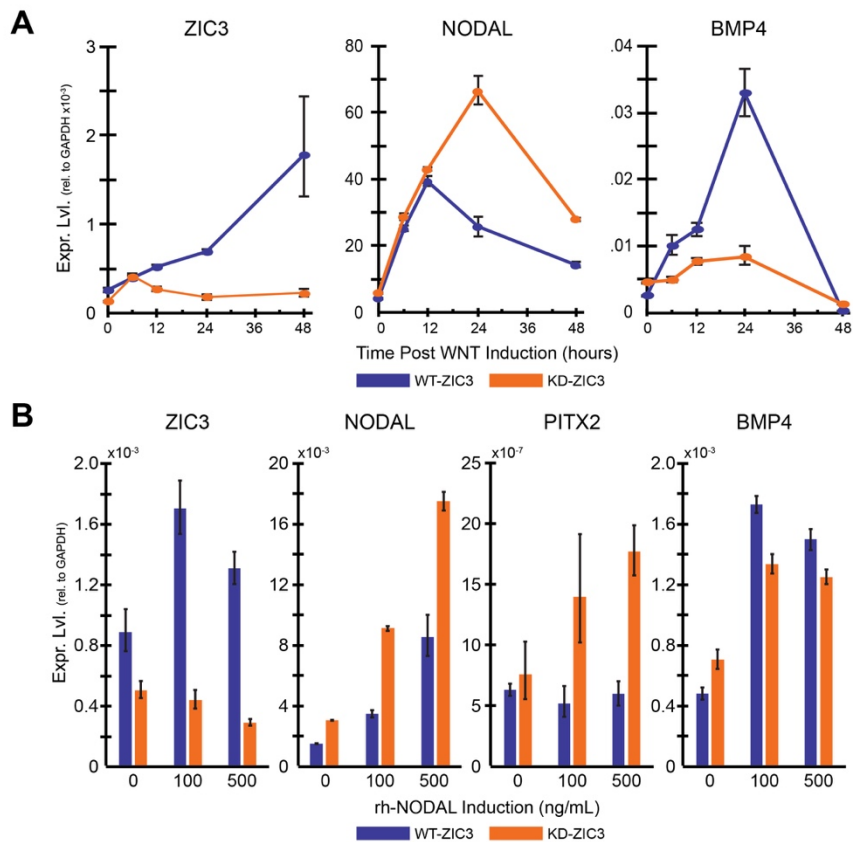 A
ZIC3
NODAL
BMP4
Expr. Lvl. (rel. to GAPDH x10⁻³)
3
2
1
0
80
60
40
20
0
.04
.03
.02
.01
0
0 12 24 36 48
0 12 24 36 48
0 12 24 36 48
Time Post WNT Induction (hours)
WT-ZIC3 KD-ZIC3
B
ZIC3
NODAL
PITX2
BMP4
x10⁻³
x10⁻³
x10⁻⁷
x10⁻³
Expr. Lvl. (rel. to GAPDH)
2.0
1.6
1.2
0.8
0.4
0
20
16
12
8
4
0
25
20
15
10
5
0
2.0
1.6
1.2
0.8
0.4
0
0 100 500
0 100 500
0 100 500
0 100 500
rh-NODAL Induction (ng/mL)
WT-ZIC3 KD-ZIC3